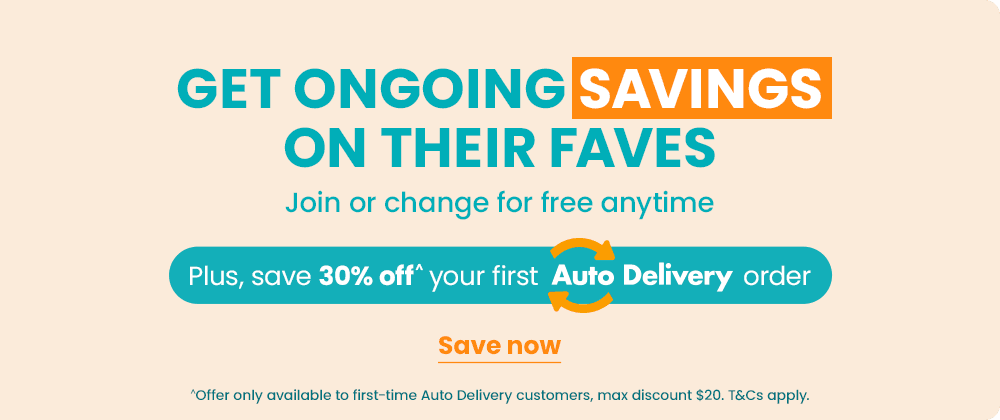 GET ONGOING SAVINGS
ON THEIR FAVES
Join or change for free anytime
Plus, save 30% off^ your first Auto Delivery order
Save now
^Offer only available to first-time Auto Delivery customers, max discount $20. T&Cs apply.